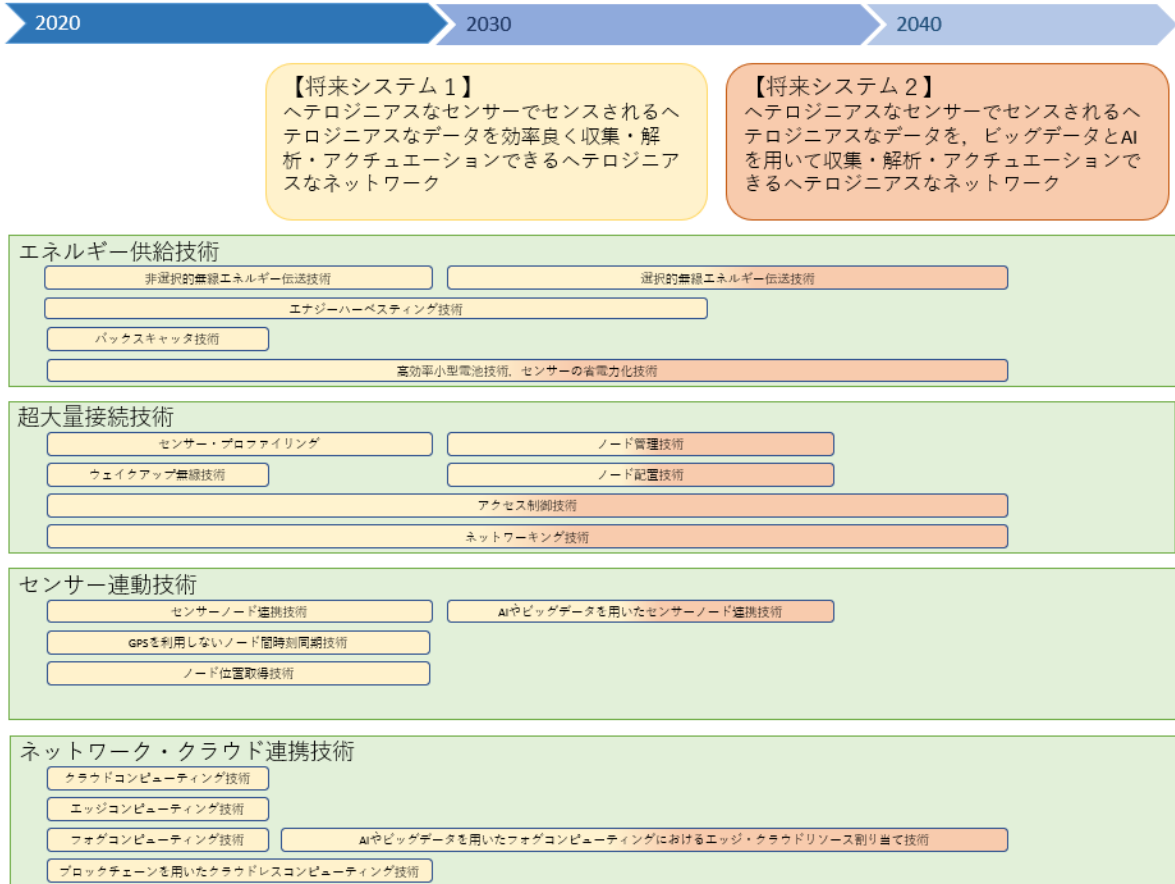 2020
2030
2040
【将来システム１】
ヘテロジニアスなセンサーでセンスされるヘ
テロジニアスなデータを効率良く収集・解
析・アクチュエーションできるヘテロジニア
スなネットワーク
【将来システム２】
ヘテロジニアスなセンサーでセンスされるヘ
テロジニアスなデータを，ビッグデータとAI
を用いて収集・解析・アクチュエーションで
きるヘテロジニアスなネットワーク
エネルギー供給技術
非選択的無線エネルギー伝送技術
選択的無線エネルギー伝送技術
エナジーハーベスティング技術
バックスキャッタ技術
高効率小型電池技術，センサーの省電力化技術
超大量接続技術
センサー・プロファイリング
ノード管理技術
ウェイクアップ無線技術
ノード配置技術
アクセス制御技術
ネットワーキング技術
センサー連動技術
センサーノード連携技術
AIやビッグデータを用いたセンサーノード連携技術
GPSを利用しないノード間時刻同期技術
ノード位置取得技術
ネットワーク・クラウド連携技術
クラウドコンピューティング技術
エッジコンピューティング技術
フォグコンピューティング技術
AIやビッグデータを用いたフォグコンピューティングにおけるエッジ・クラウドリソース割り当て技術
ブロックチェーンを用いたクラウドレスコンピューティング技術